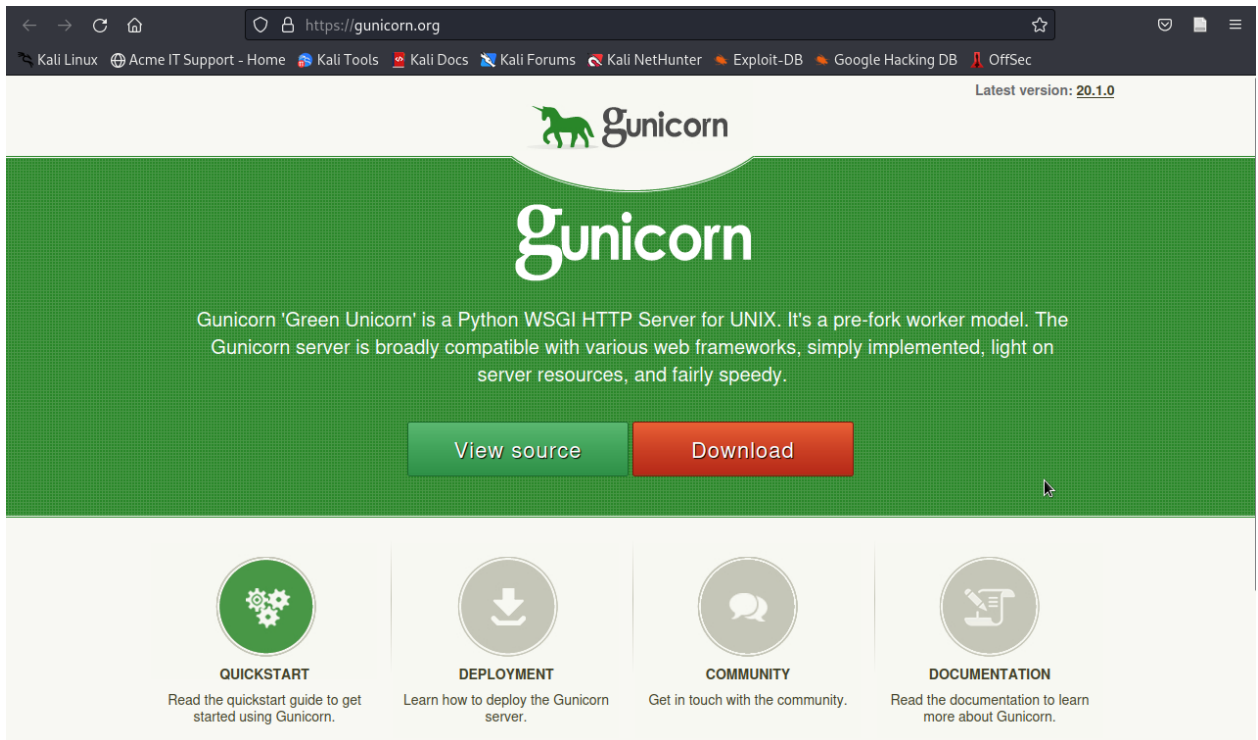 https://gunicorn.org
Kali Linux Acme IT Support - Home Kali Tools Kali Docs Kali Forums Kali NetHunter Exploit-DB Google Hacking DB OffSec
Latest version: 20.1.0
gunicorn
gunicorn
Gunicorn 'Green Unicorn' is a Python WSGI HTTP Server for UNIX. It's a pre-fork worker model. The
Gunicorn server is broadly compatible with various web frameworks, simply implemented, light on
server resources, and fairly speedy.
View source
Download
QUICKSTART
Read the quickstart guide to get
started using Gunicorn.
DEPLOYMENT
Learn how to deploy the Gunicorn
server.
COMMUNITY
Get in touch with the community.
DOCUMENTATION
Read the documentation to learn
more about Gunicorn.